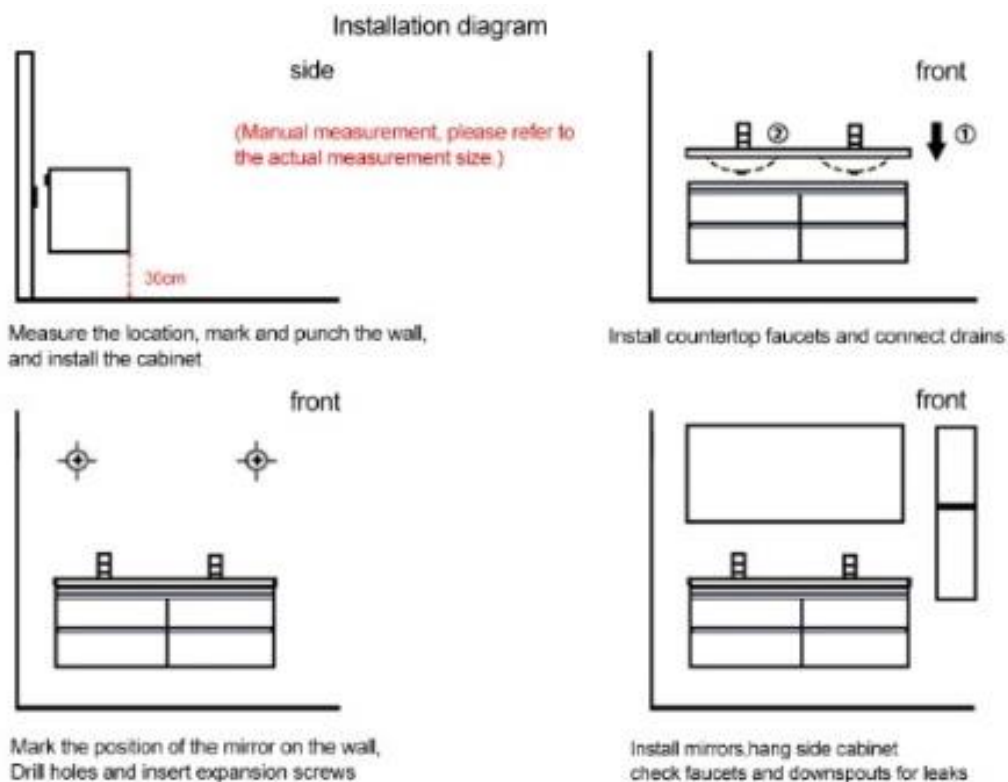 Installation diagram
side
(Manual measurement, please refer to
the actual measurement size.)
30cm
Measure the location, mark and punch the wall,
and install the cabinet
front
②
①
Install countertop faucets and connect drains
front
Mark the position of the mirror on the wall,
Drill holes and insert expansion screws
front
Install mirrors,hang side cabinet
check faucets and downspouts for leaks